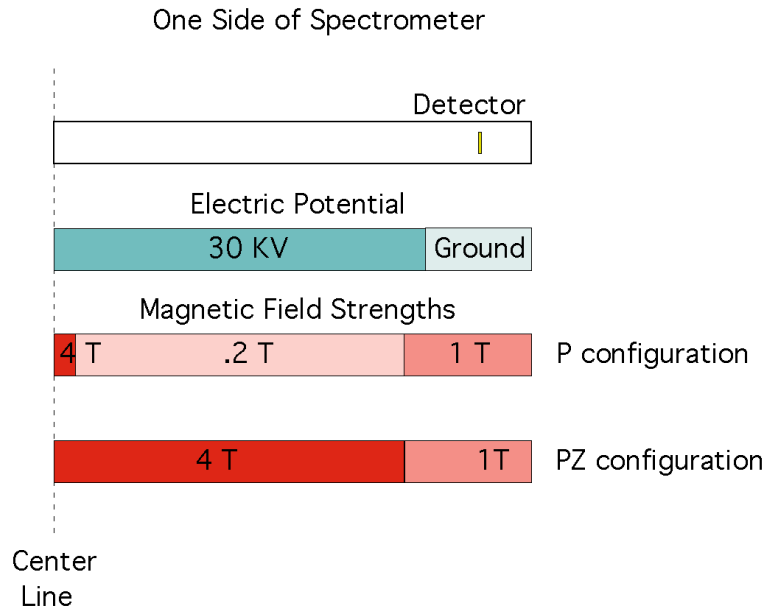 One Side of Spectrometer
Detector
Electric Potential
30 KV Ground
Magnetic Field Strengths
4 T .2 T 1 T P configuration
4 T 1T PZ configuration
Center
Line